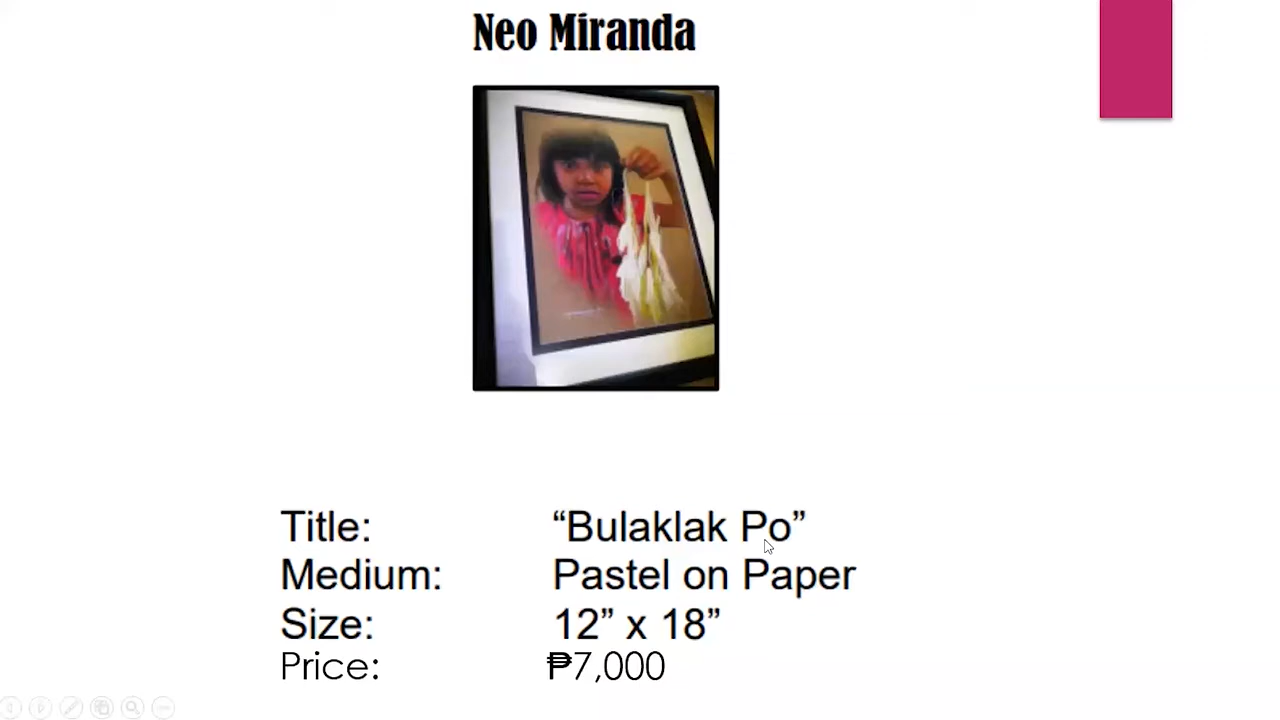 Neo Miranda
Title: “Bulaklak Po”
Medium: Pastel on Paper
Size: 12” x 18”
Price: ₱7,000